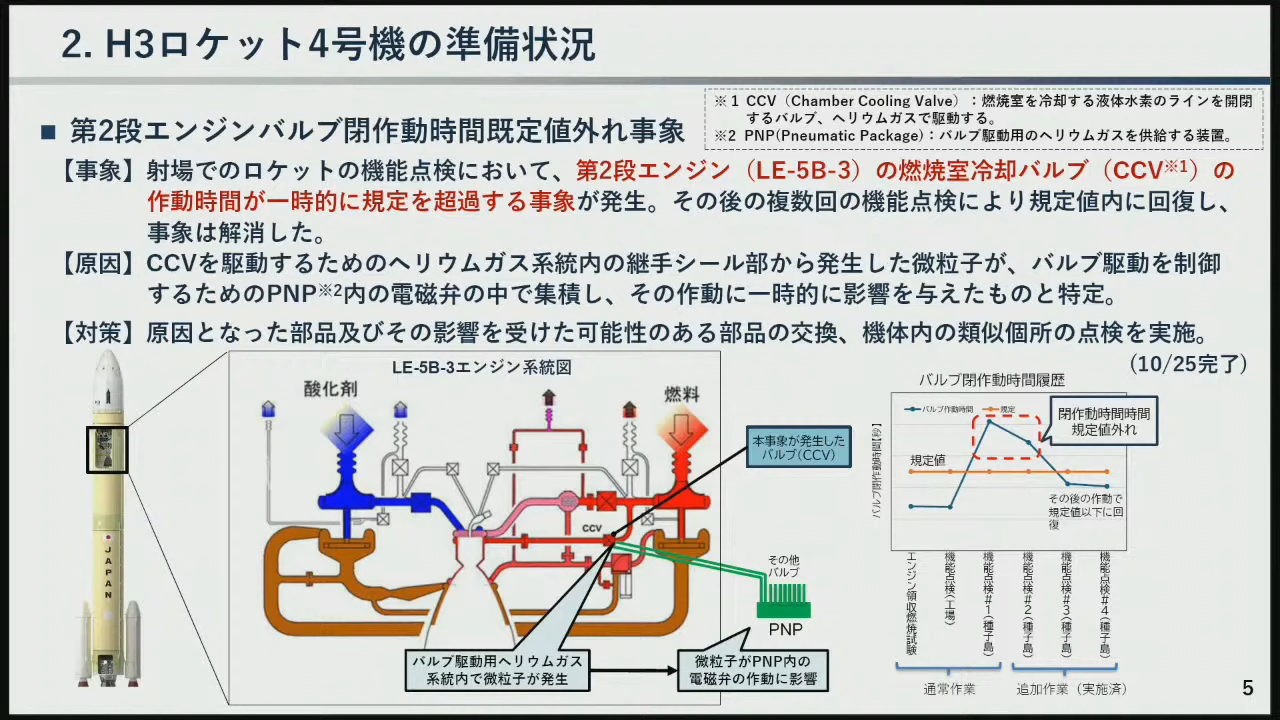 2. H3ロケット4号機の準備状況
※1 CCV（Chamber Cooling Valve）：燃焼室を冷却する液体水素のラインを開閉
するバルブ、ヘリウムガスで駆動する。
※2 PNP(Pneumatic Package)：バルブ駆動用のヘリウムガスを供給する装置。
■ 第2段エンジンバルブ閉作動時間既定値外れ事象
【事象】射場でのロケットの機能点検において、第2段エンジン（LE-5B-3）の燃焼室冷却バルブ（CCV※1）の
作動時間が一時的に規定を超過する事象が発生。その後の複数回の機能点検により規定値内に回復し、
事象は解消した。
【原因】CCVを駆動するためのヘリウムガス系統内の継手シール部から発生した微粒子が、バルブ駆動を制御
するためのPNP※2内の電磁弁の中で集積し、その作動に一時的に影響を与えたものと特定。
【対策】原因となった部品及びその影響を受けた可能性のある部品の交換、機体内の類似個所の点検を実施。
(10/25完了)
JAPAN
LE-5B-3エンジン系統図
酸化剤
燃料
CCV
本事象が発生した
バルブ(CCV)
その他
バルブ
PNP
バルブ駆動用ヘリウムガス
系統内で微粒子が発生
微粒子がPNP内の
電磁弁の作動に影響
バルブ閉作動時間履歴
バルブ作動時間
規定
閉作動時間時間
規定値外れ
規定値
バルブ閉作動時間【秒】
その後の作動で
規定値以下に回
復
エンジン領収燃焼試験
機能点検(工場)
機能点検#1(種子島)
機能点検#2(種子島)
機能点検#3(種子島)
機能点検#4(種子島)
通常作業
追加作業（実施済）
5